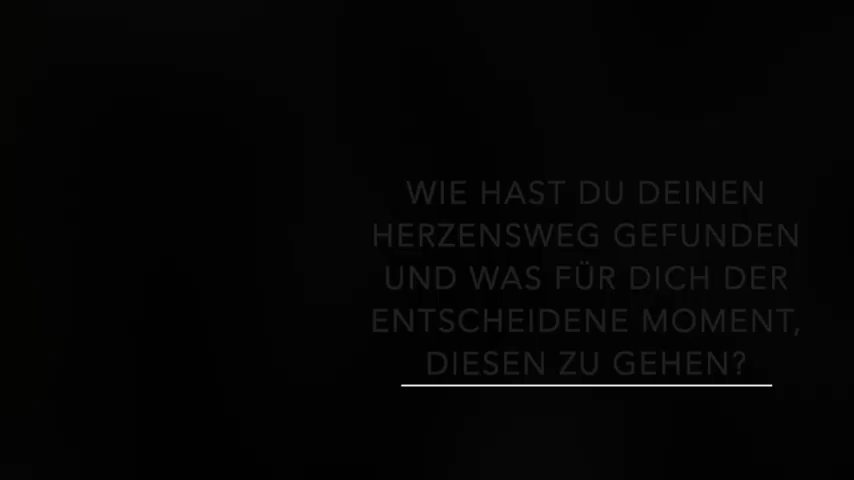 WIE HAST DU DEINEN
HERZENSWEG GEFUNDEN
UND WAS FÜR DICH DER
ENTSCHEIDENE MOMENT,
DIESEN ZU GEHEN?